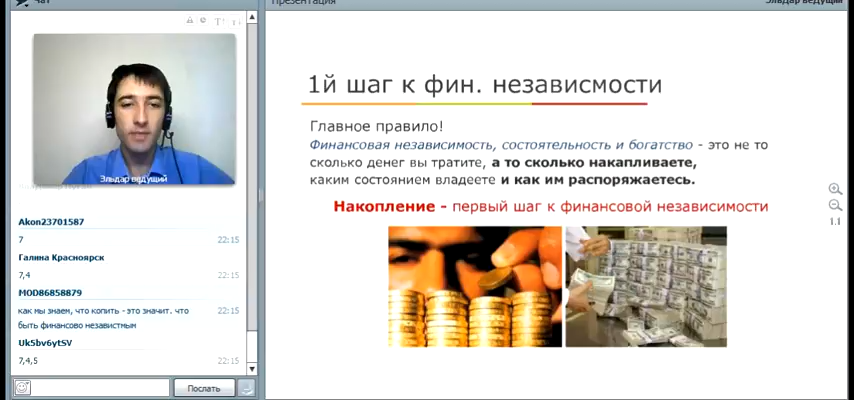 Чат
Презентация
Эльдар ведущий
Эльдар ведущий
Akon23701587
7 22:15
Галина Красноярск
7,4 22:15
MOD86858879
как мы знаем, что копить - это значит. что 22:15
быть финансово независтным
Uk5bv6ytSV
7,4,5 22:15
Послать
1й шаг к фин. независмости
Главное правило!
Финансовая независимость, состоятельность и богатство - это не то
сколько денег вы тратите, а то сколько накапливаете,
каким состоянием владеете и как им распоряжаетесь.
Накопление - первый шаг к финансовой независимости
1:1